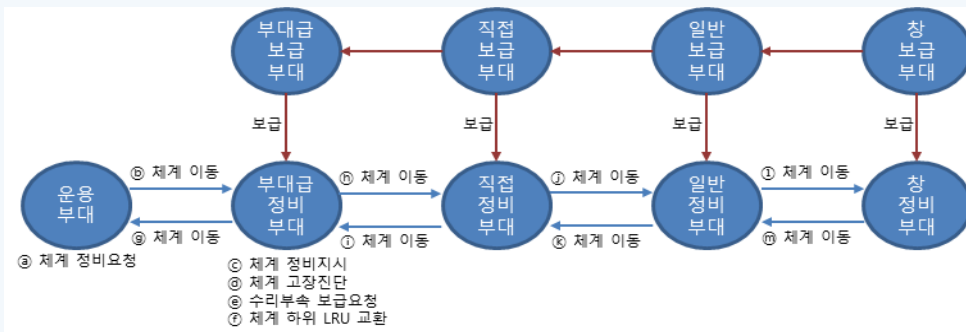 부대급
보급
부대
직접
보급
부대
일반
보급
부대
창
보급
부대
보급
보급
보급
보급
운용
부대
ⓑ 체계 이동
ⓖ 체계 이동
부대급
정비
부대
ⓗ 체계 이동
ⓘ 체계 이동
직접
정비
부대
ⓙ 체계 이동
ⓚ 체계 이동
일반
정비
부대
① 체계 이동
ⓜ 체계 이동
창
정비
부대
ⓐ 체계 정비요청
ⓒ 체계 정비지시
ⓓ 체계 고장진단
ⓔ 수리부속 보급요청
ⓕ 체계 하위 LRU 교환